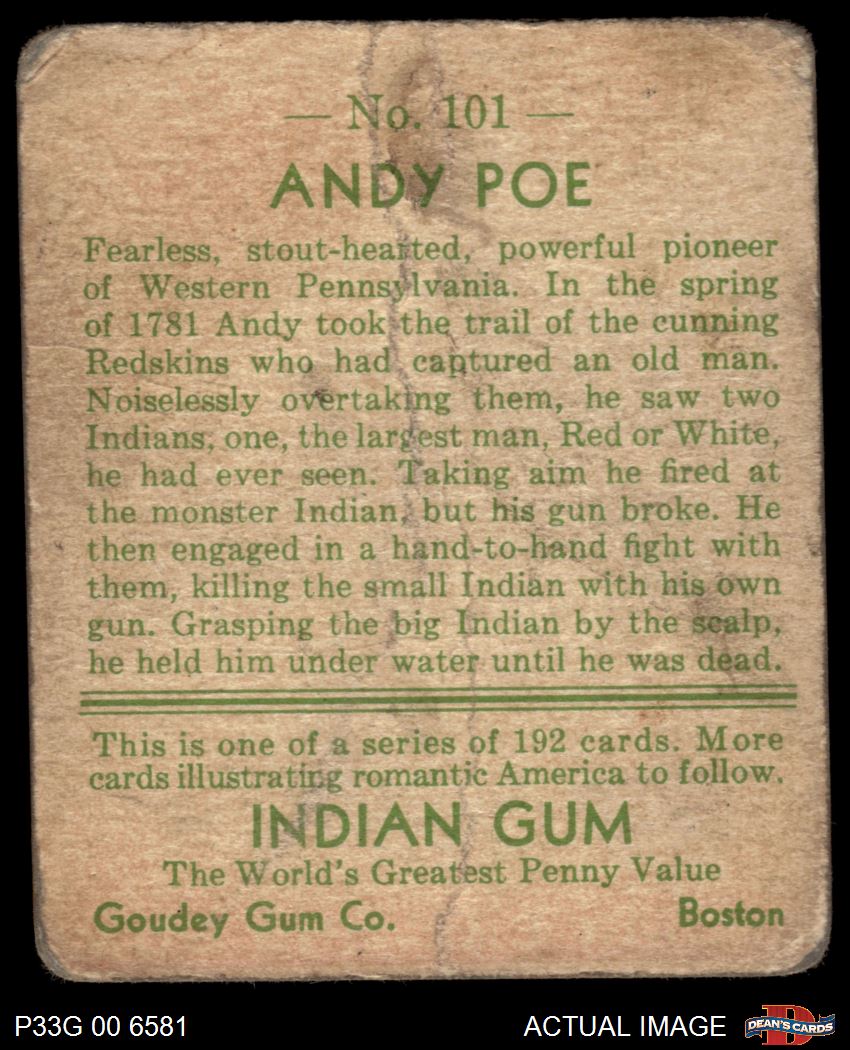 — No. 101 —
ANDY POE
Fearless, stout-hearted, powerful pioneer
of Western Pennsylvania. In the spring
of 1781 Andy took the trail of the cunning
Redskins who had captured an old man.
Noiselessly overtaking them, he saw two
Indians, one, the largest man, Red or White,
he had ever seen. Taking aim he fired at
the monster Indian, but his gun broke. He
then engaged in a hand-to-hand fight with
them, killing the small Indian with his own
gun. Grasping the big Indian by the scalp,
he held him under water until he was dead.
This is one of a series of 192 cards. More
cards illustrating romantic America to follow.
INDIAN GUM
The World's Greatest Penny Value
Goudey Gum Co. Boston
P33G 00 6581 ACTUAL IMAGE D DEAN'S CARDS